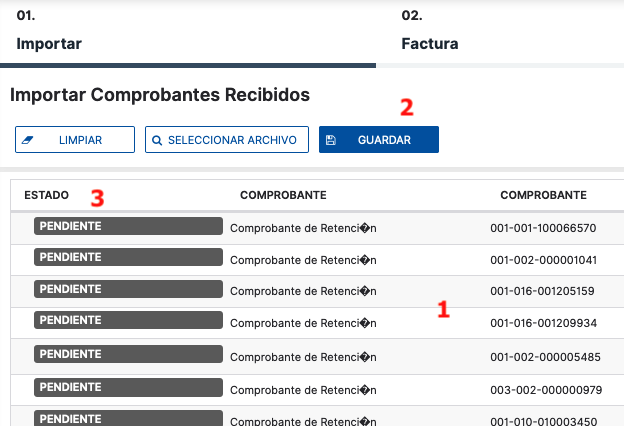 01.
02.
Importar
Factura
Importar Comprobantes Recibidos
2
LIMPIAR
SELECCIONAR ARCHIVO
GUARDAR
ESTADO
3
COMPROBANTE
COMPROBANTE
PENDIENTE Comprobante de Retenci�n 001-001-100066570
PENDIENTE Comprobante de Retenci�n 001-002-000001041
PENDIENTE Comprobante de Retenci�n 001-016-001205159
1
PENDIENTE Comprobante de Retenci�n 001-016-001209934
PENDIENTE Comprobante de Retenci�n 001-002-000005485
PENDIENTE Comprobante de Retenci�n 003-002-000000979
PENDIENTE Comprobante de Retenci�n 001-010-010003450